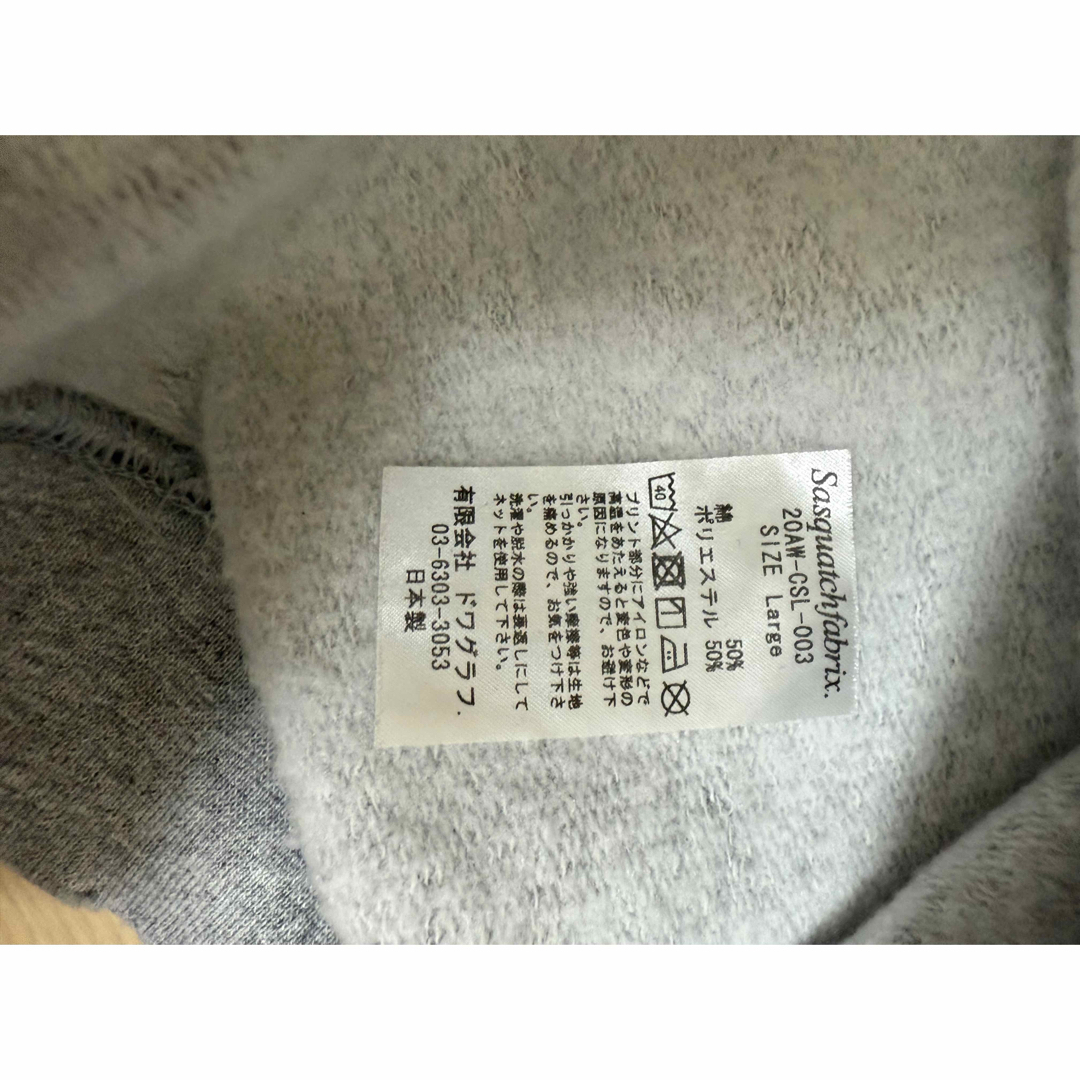 Sasquatchfabrix.
20AW-CSL-003
SIZE Large
綿 50%
ポリエステル 50%
40
プリント部分にアイロンなどで
高温をあたえると変色や変形の
原因になりますので、お避け下
さい。
引っかかりや強い摩擦等は生地
を痛めるので、お気をつけ下さ
い。
洗濯や脱水の際は裏返しにして
ネットを使用して下さい。
有限会社 ドワグラフ.
03-6303-3053
日本製